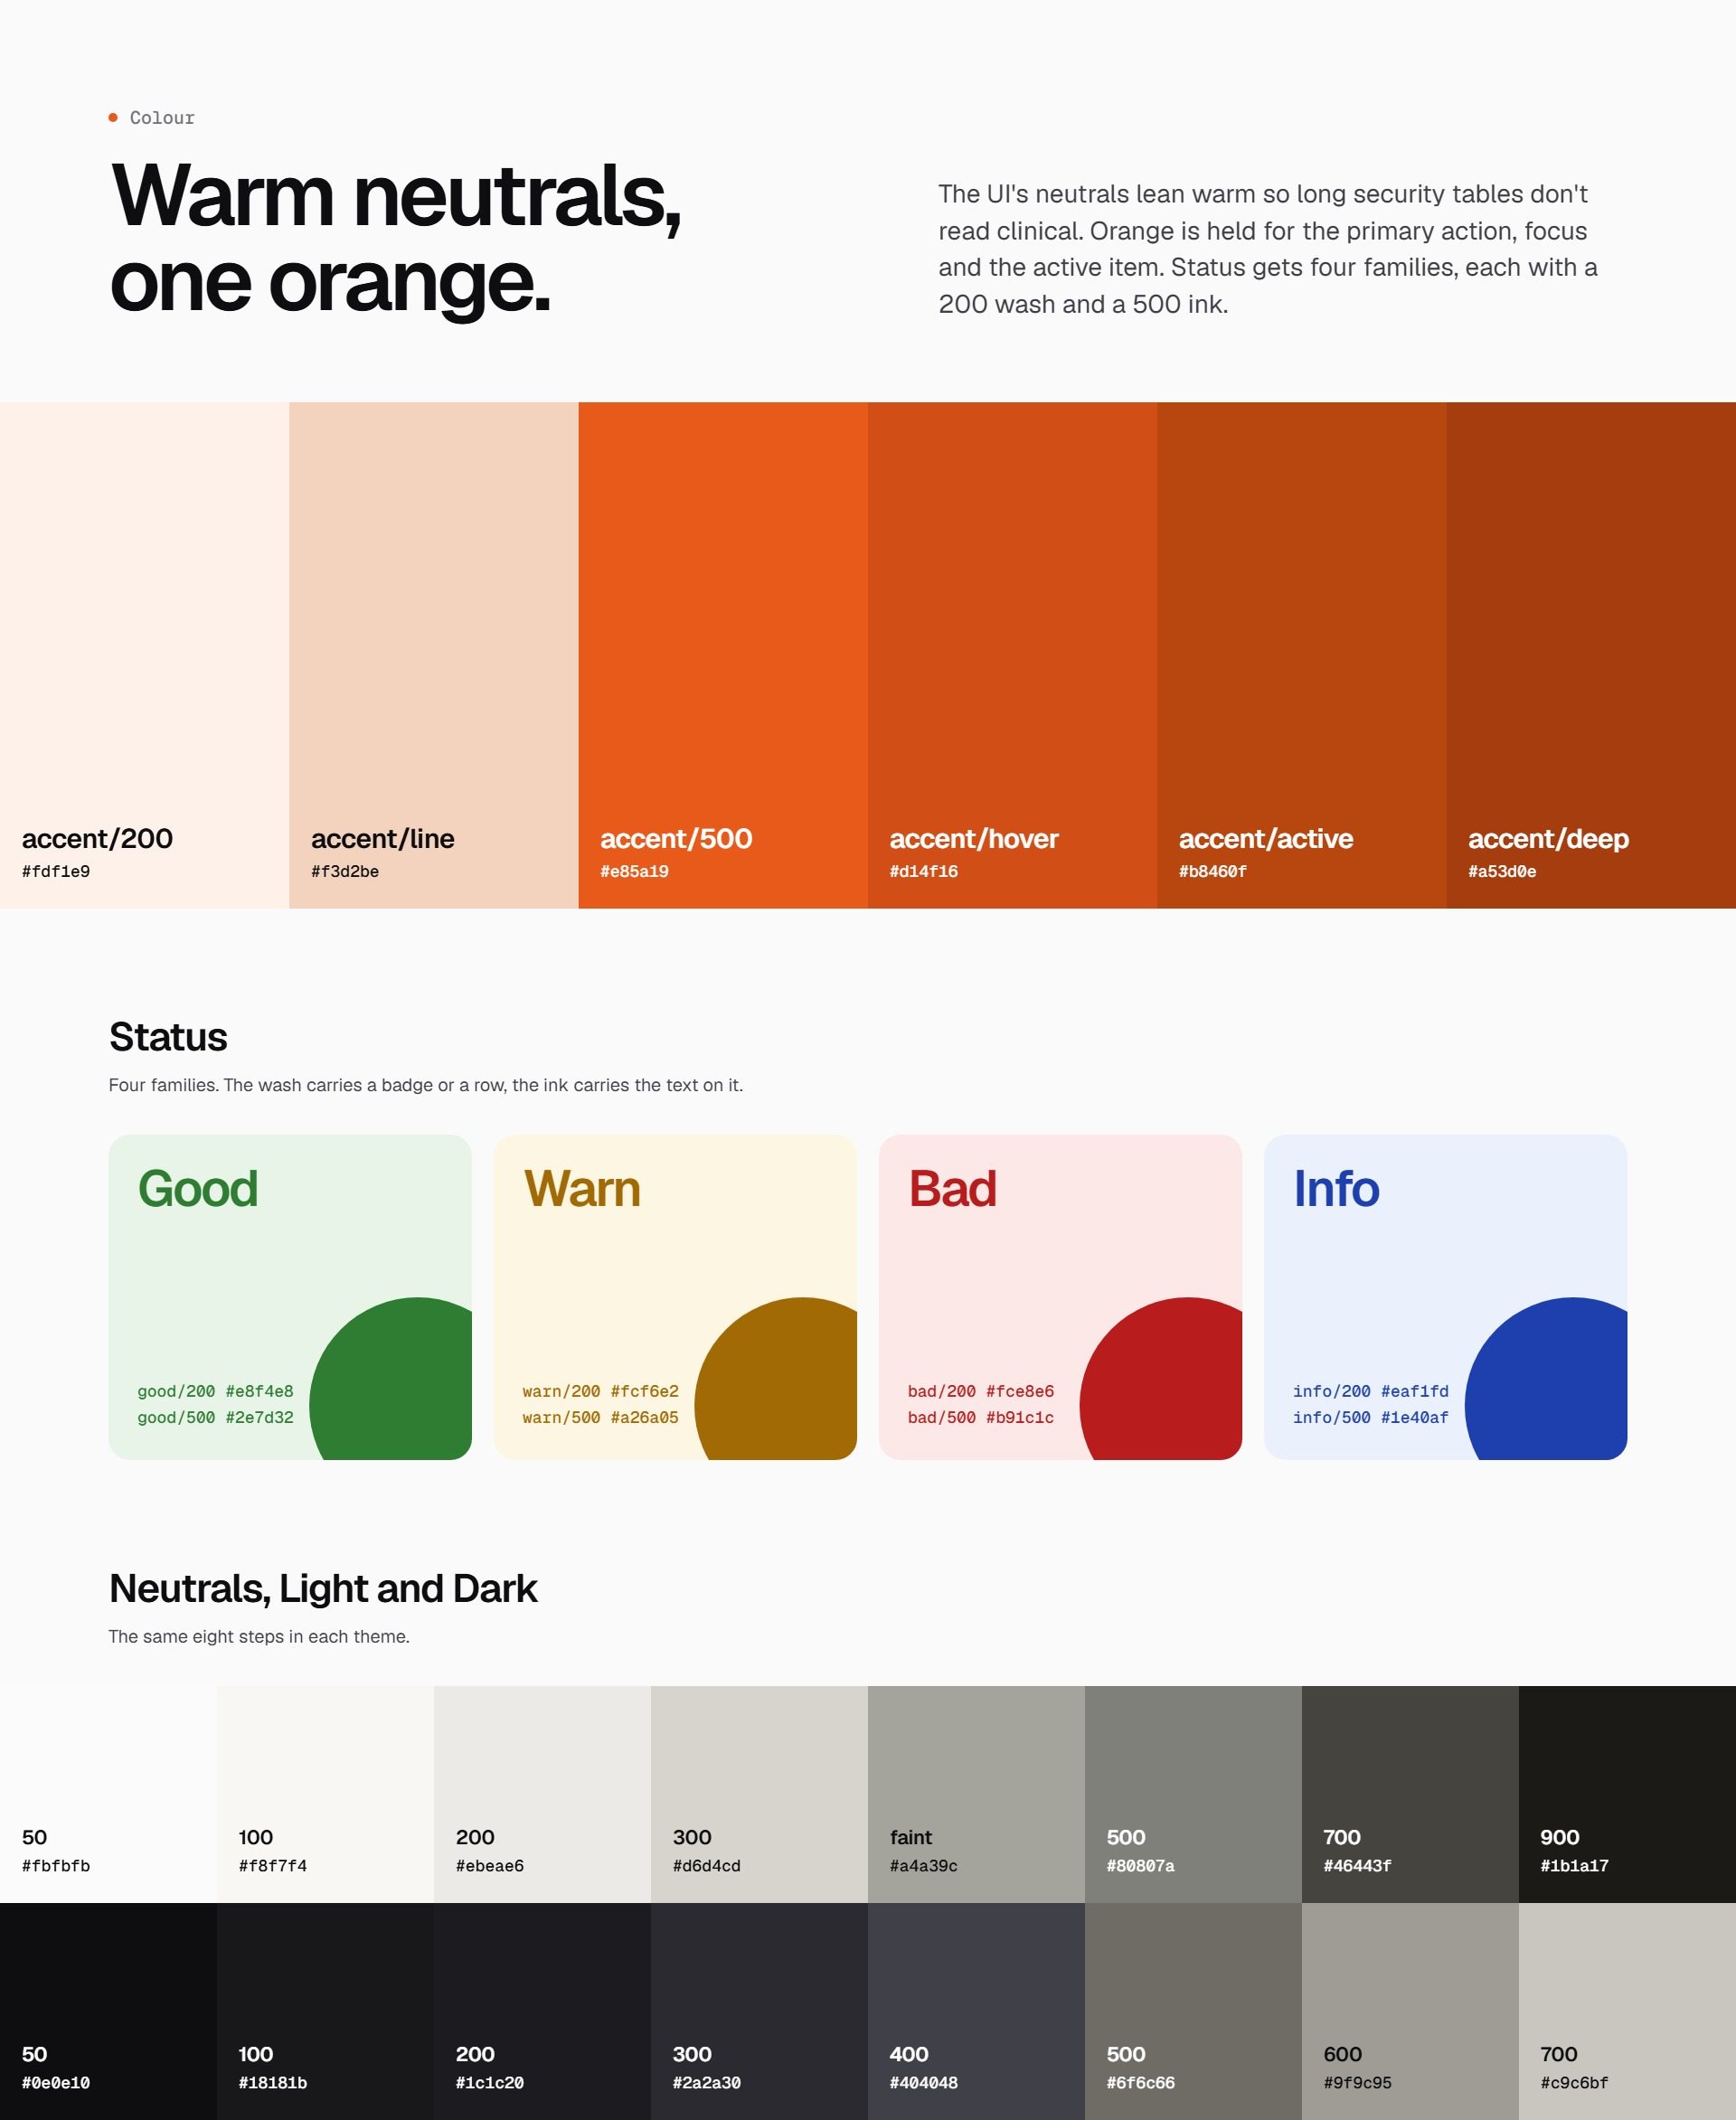 Colour
Warm neutrals,
one orange.
The UI's neutrals lean warm so long security tables don't
read clinical. Orange is held for the primary action, focus
and the active item. Status gets four families, each with a
200 wash and a 500 ink.
accent/200
#fdf1e9
accent/line
#f3d2be
accent/500
#e85a19
accent/hover
#d14f16
accent/active
#b8460f
accent/deep
#a53d0e
Status
Four families. The wash carries a badge or a row, the ink carries the text on it.
Good
good/200 #e8f4e8
good/500 #2e7d32
Warn
warn/200 #fcf6e2
warn/500 #a26a05
Bad
bad/200 #fce8e6
bad/500 #b91c1c
Info
info/200 #eaf1fd
info/500 #1e40af
Neutrals, Light and Dark
The same eight steps in each theme.
50
#fbfbfb
100
#f8f7f4
200
#ebeae6
300
#d6d4cd
faint
#a4a39c
500
#80807a
700
#46443f
900
#1b1a17
50
#0e0e10
100
#18181b
200
#1c1c20
300
#2a2a30
400
#404048
500
#6f6c66
600
#9f9c95
700
#c9c6bf